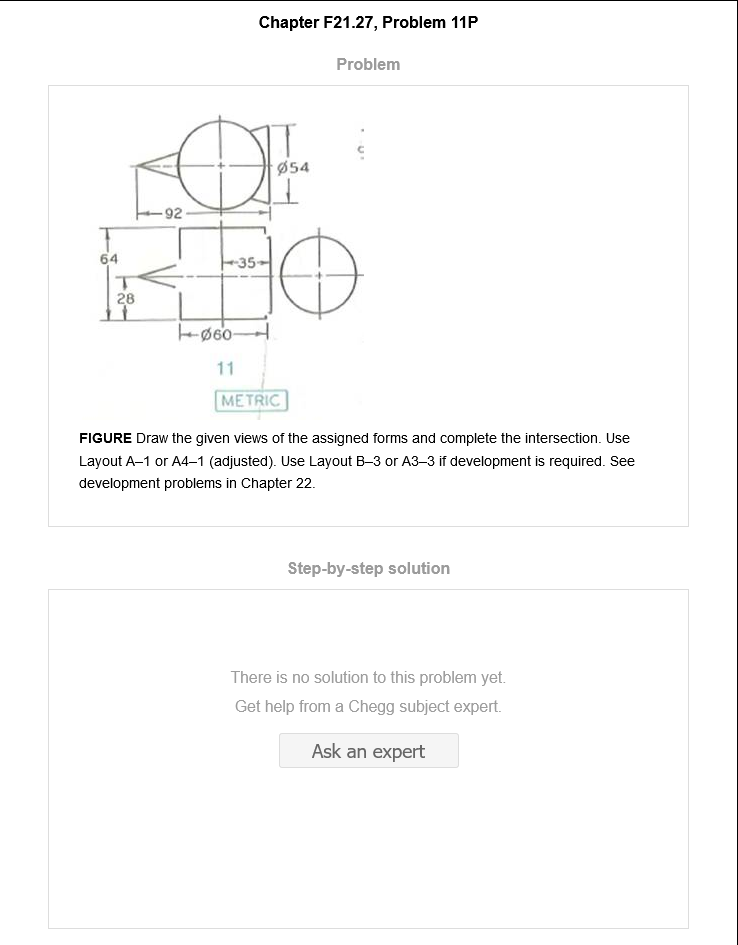 Chapter F21.27, Problem 11P
Problem
Ø54
92
64
35
28
Ø60
11
METRIC
FIGURE Draw the given views of the assigned forms and complete the intersection. Use
Layout A–1 or A4–1 (adjusted). Use Layout B–3 or A3–3 if development is required. See
development problems in Chapter 22.
Step-by-step solution
There is no solution to this problem yet.
Get help from a Chegg subject expert.
Ask an expert